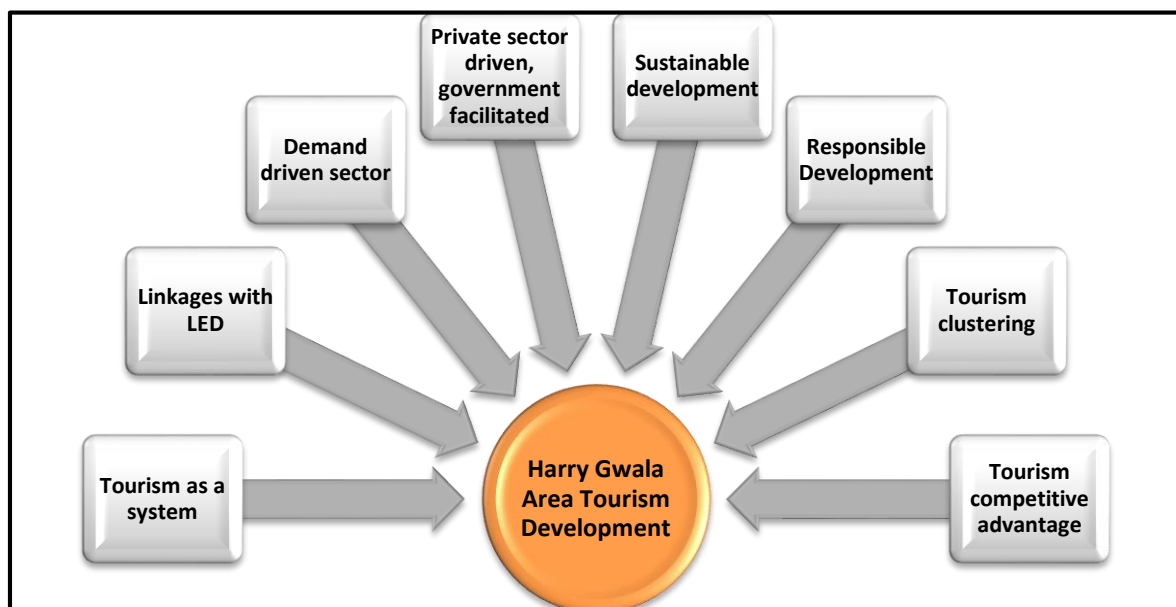 Private sector
driven,
government
facilitated
Sustainable
development
Demand
driven sector
Responsible
Development
Linkages with
LED
Tourism
clustering
Tourism as a
system
Harry Gwala
Area Tourism
Development
Tourism
competitive
advantage